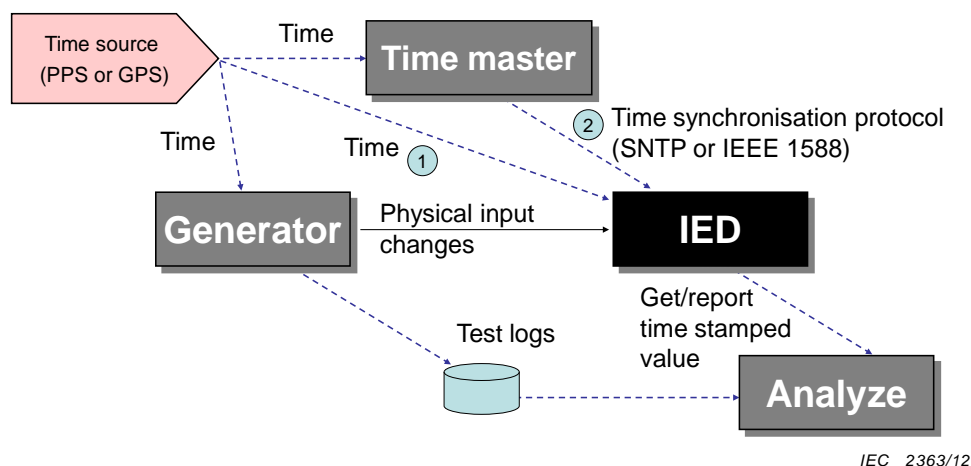 Time source
(PPS or GPS)
Time
Time master
2
Time synchronisation protocol
(SNTP or IEEE 1588)
Time
Time
1
Generator
Physical input
changes
IED
Get/report
time stamped
value
Test logs
Analyze
IEC 2363/12